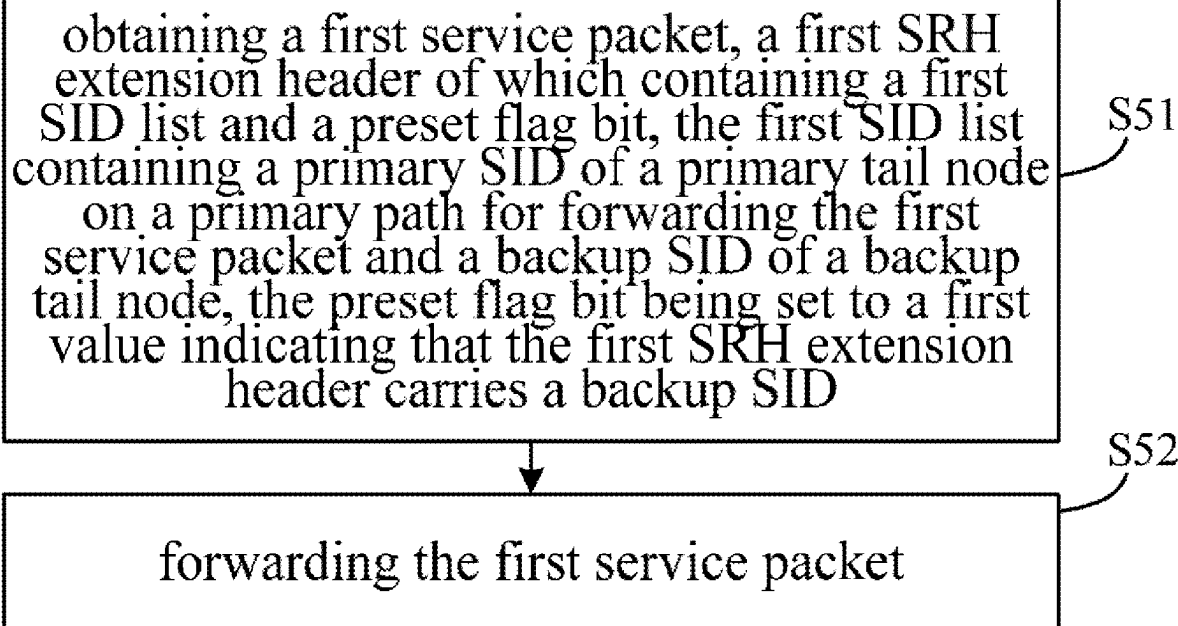 obtaining a first service packet, a first SRH
extension header of which containing a first
SID list and a preset flag bit, the first SID list
containing a primary SID of a primary tail node
on a primary path for forwarding the first
service packet and a backup SID of a backup
tail node, the preset flag bit being set to a first
value indicating that the first SRH extension
header carries a backup SID
S51
S52
forwarding the first service packet